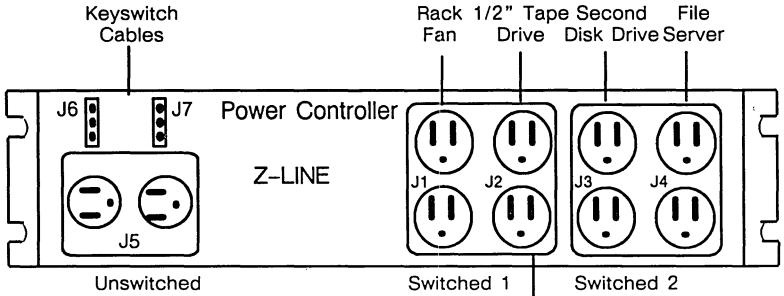 Keyswitch Cables
Rack Fan
1/2" Tape Drive
Second Disk Drive
File Server
J6
J7
Power Controller
Z-LINE
J1
J2
J3
J4
J5
Unswitched
Switched 1
Switched 2